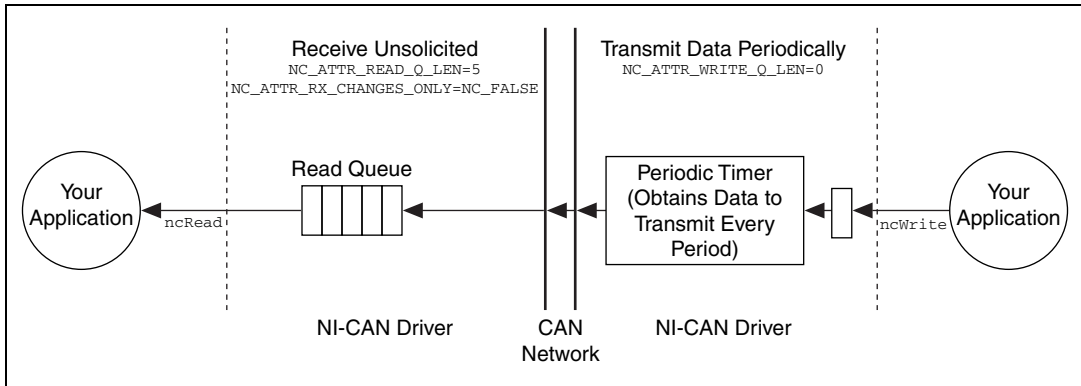 Receive Unsolicited
NC_ATTR_READ_Q_LEN=5
NC_ATTR_RX_CHANGES_ONLY=NC_FALSE
Transmit Data Periodically
NC_ATTR_WRITE_Q_LEN=0
Your
Application
ncRead
Read Queue
Periodic Timer
(Obtains Data to
Transmit Every
Period)
ncWrite
Your
Application
NI-CAN Driver
CAN
Network
NI-CAN Driver